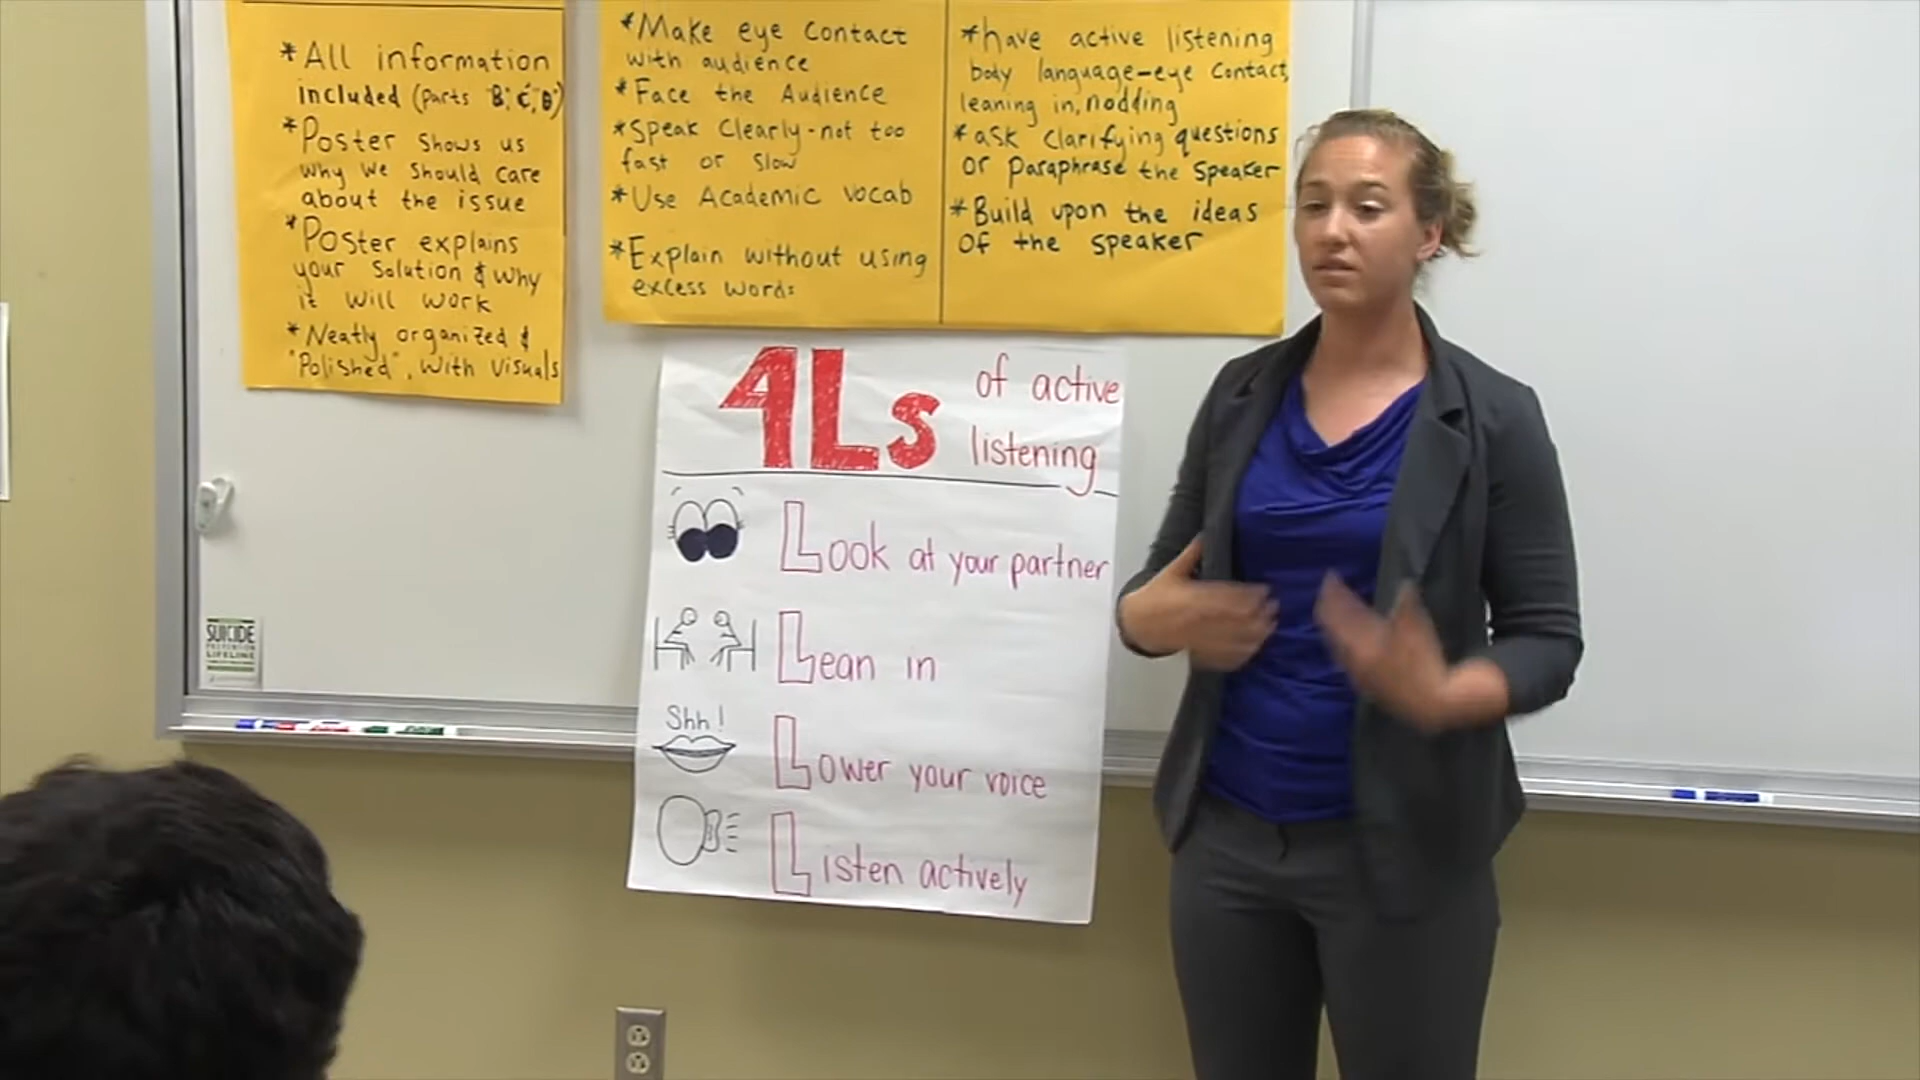 *All information
included (parts "B", "C", "D")
*Poster shows us
why we should care
about the issue
*Poster explains
your solution & why
it will work
*Neatly organized &
"Polished", with visuals
*Make eye contact
with audience
*Face the Audience
*Speak clearly-not too
fast or slow
*Use Academic vocab
*Explain without using
excess words
*have active listening
body language-eye contact,
leaning in, nodding
*ask clarifying questions
or paraphrase the speaker
*Build upon the ideas
of the speaker
4Ls of active
listening
Look at your partner
Lean in
Shh!
Lower your voice
Listen actively
SUICIDE
PREVENTION
LIFELINE